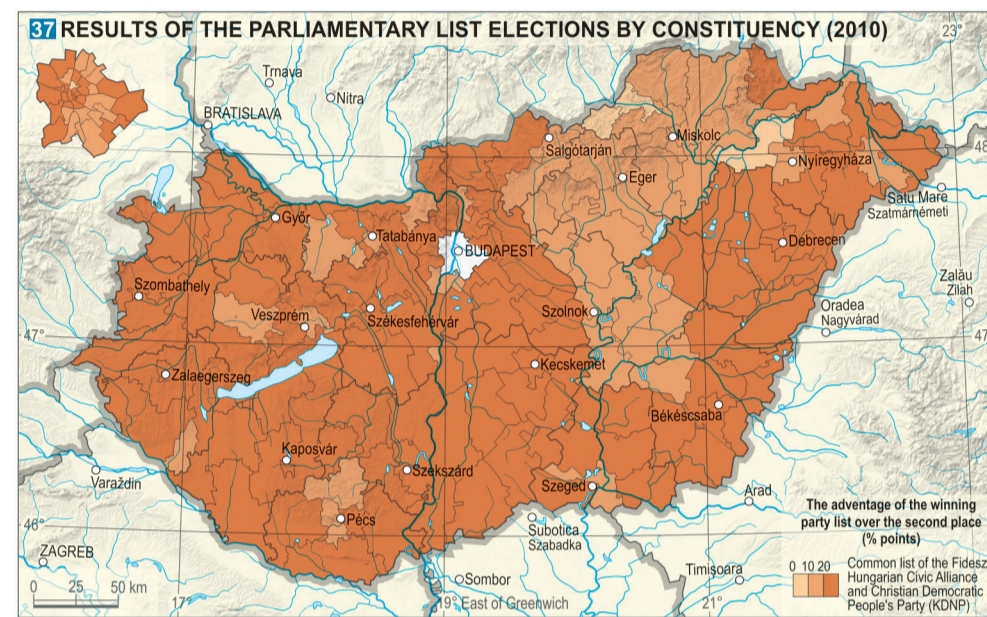 37 RESULTS OF THE PARLIAMENTARY LIST ELECTIONS BY CONSTITUENCY (2010)
23°
Trnava
Nitra
BRATISLAVA
Miskolc
Salgótarján
48
Nyíregyháza
Eger
Satu Mare
Szatmárnémeti
Győr
Tatabánya
BUDAPEST
Debrecen
Szombathely
Zalău
Zilah
Veszprém
Székesfehérvár
Szolnok
Oradea
Nagyvárad
47°
47
Kecskemét
Zalaegerszeg
Békéscsaba
Kaposvár
Szekszárd
Varaždin
Szeged
Arad
Pécs
46°
Subotica
Szabadka
ZAGREB
Timișoara
Sombor
The advantage of the winning
party list over the second place
(% points)
0 10 20
Common list of the Fidesz
Hungarian Civic Alliance
and Christian Democratic
People's Party (KDNP)
0 25 50 km
17°
19° East of Greenwich
21°